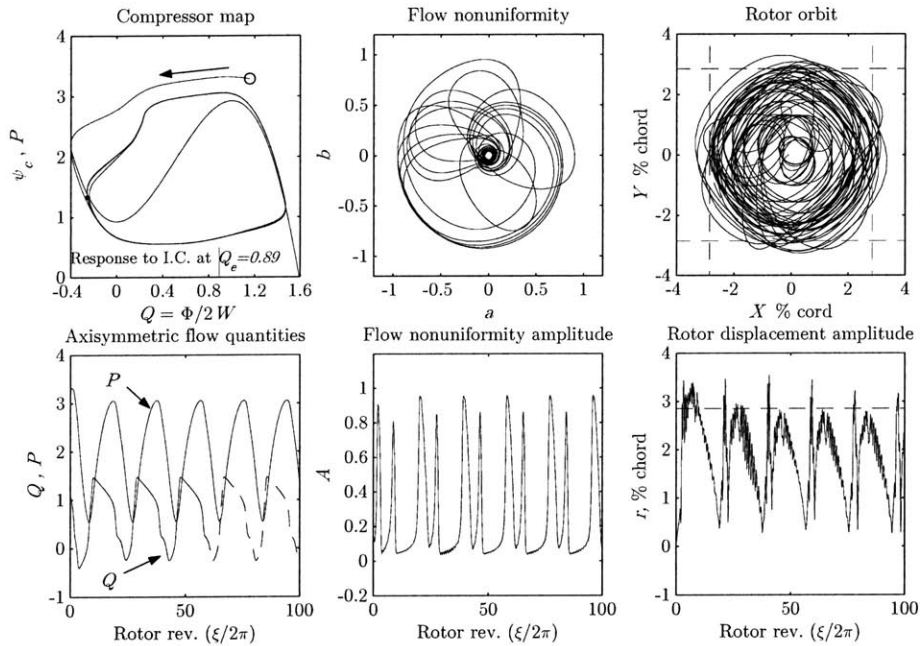 Compressor map
4
3
2
1
0
-0.4 0 0.4 0.8 1.2 1.6
ψc , P
Response to I.C. at Qe=0.89
Q = Φ/2 W
Flow nonuniformity
1
0.5
0
-0.5
-1
-1 -0.5 0 0.5 1
b
a
Rotor orbit
4
2
0
-2
-4
-4 -2 0 2 4
Y % chord
X % cord
Axisymmetric flow quantities
4
3
2
1
0
-1
0 50 100
Q , P
P
Q
Rotor rev. (ξ/2π)
Flow nonuniformity amplitude
1
0.8
0.6
0.4
0.2
0
-0.2
0 50 100
A
Rotor rev. (ξ/2π)
Rotor displacement amplitude
4
3
2
1
0
-1
0 50 100
r, % chord
Rotor rev. (ξ/2π)